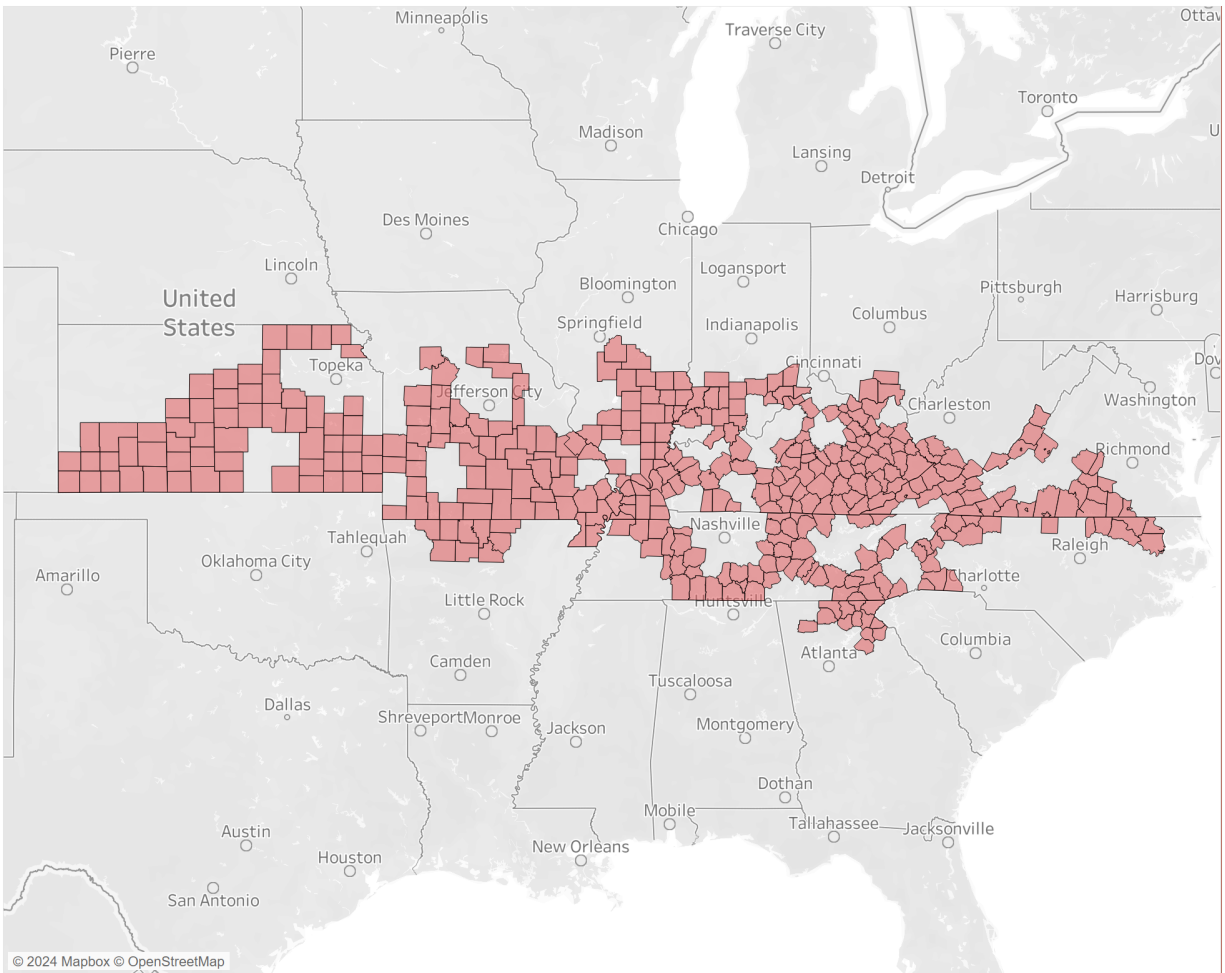 Minneapolis
Ottaw
Traverse City
Pierre
Toronto
Madison
U
Lansing
Detroit
Des Moines
Chicago
Lincoln
Logansport
Bloomington
Pittsburgh
Harrisburg
United
States
Columbus
Springfield
Indianapolis
Dov
Topeka
Cincinnati
Jefferson City
Charleston
Washington
Richmond
Nashville
Tahlequah
Raleigh
Oklahoma City
Amarillo
Charlotte
Little Rock
Huntsville
Columbia
Atlanta
Camden
Tuscaloosa
Dallas
Shreveport
Monroe
Jackson
Montgomery
Dothan
Mobile
Tallahassee
Jacksonville
Austin
New Orleans
Houston
San Antonio
© 2024 Mapbox © OpenStreetMap